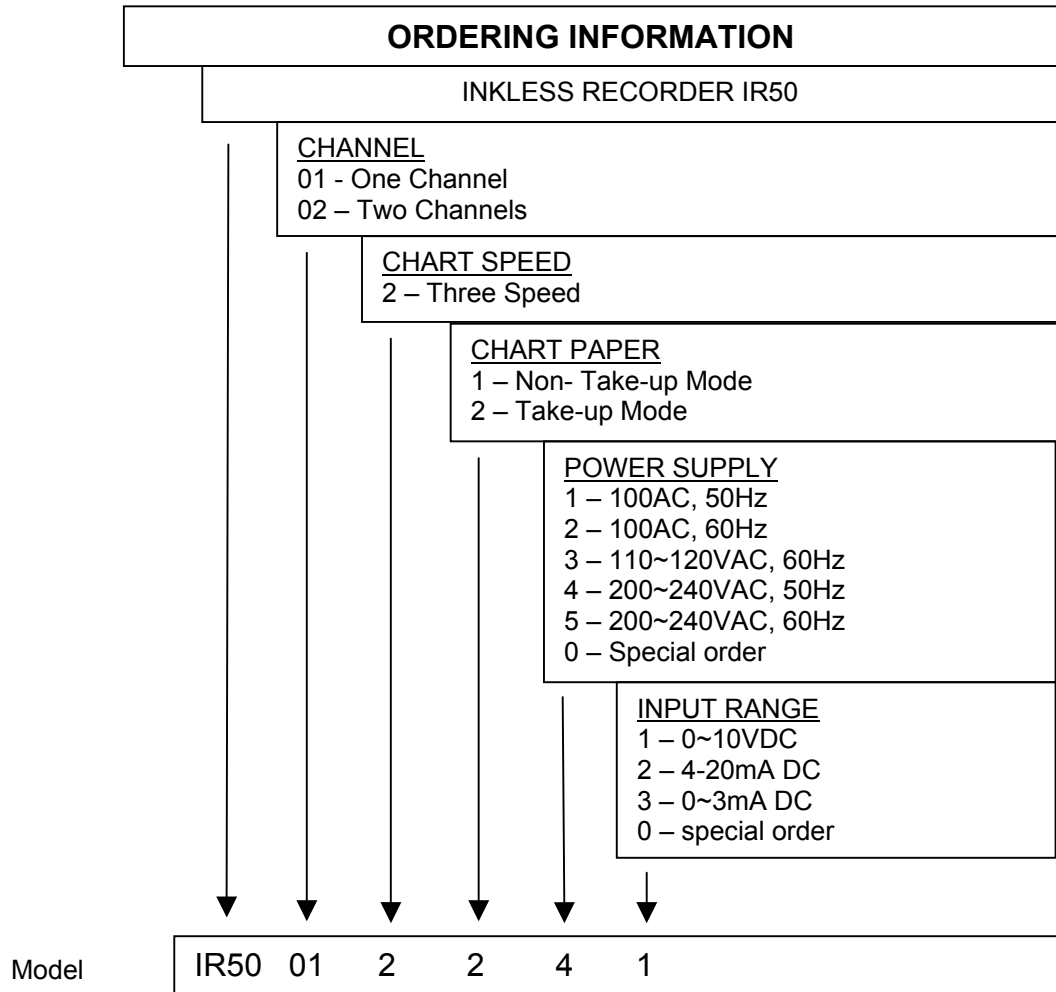 ORDERING INFORMATION
INKLESS RECORDER IR50
CHANNEL
01 - One Channel
02 – Two Channels
CHART SPEED
2 – Three Speed
CHART PAPER
1 – Non- Take-up Mode
2 – Take-up Mode
POWER SUPPLY
1 – 100AC, 50Hz
2 – 100AC, 60Hz
3 – 110~120VAC, 60Hz
4 – 200~240VAC, 50Hz
5 – 200~240VAC, 60Hz
0 – Special order
INPUT RANGE
1 – 0~10VDC
2 – 4-20mA DC
3 – 0~3mA DC
0 – special order
Model IR50 01 2 2 4 1